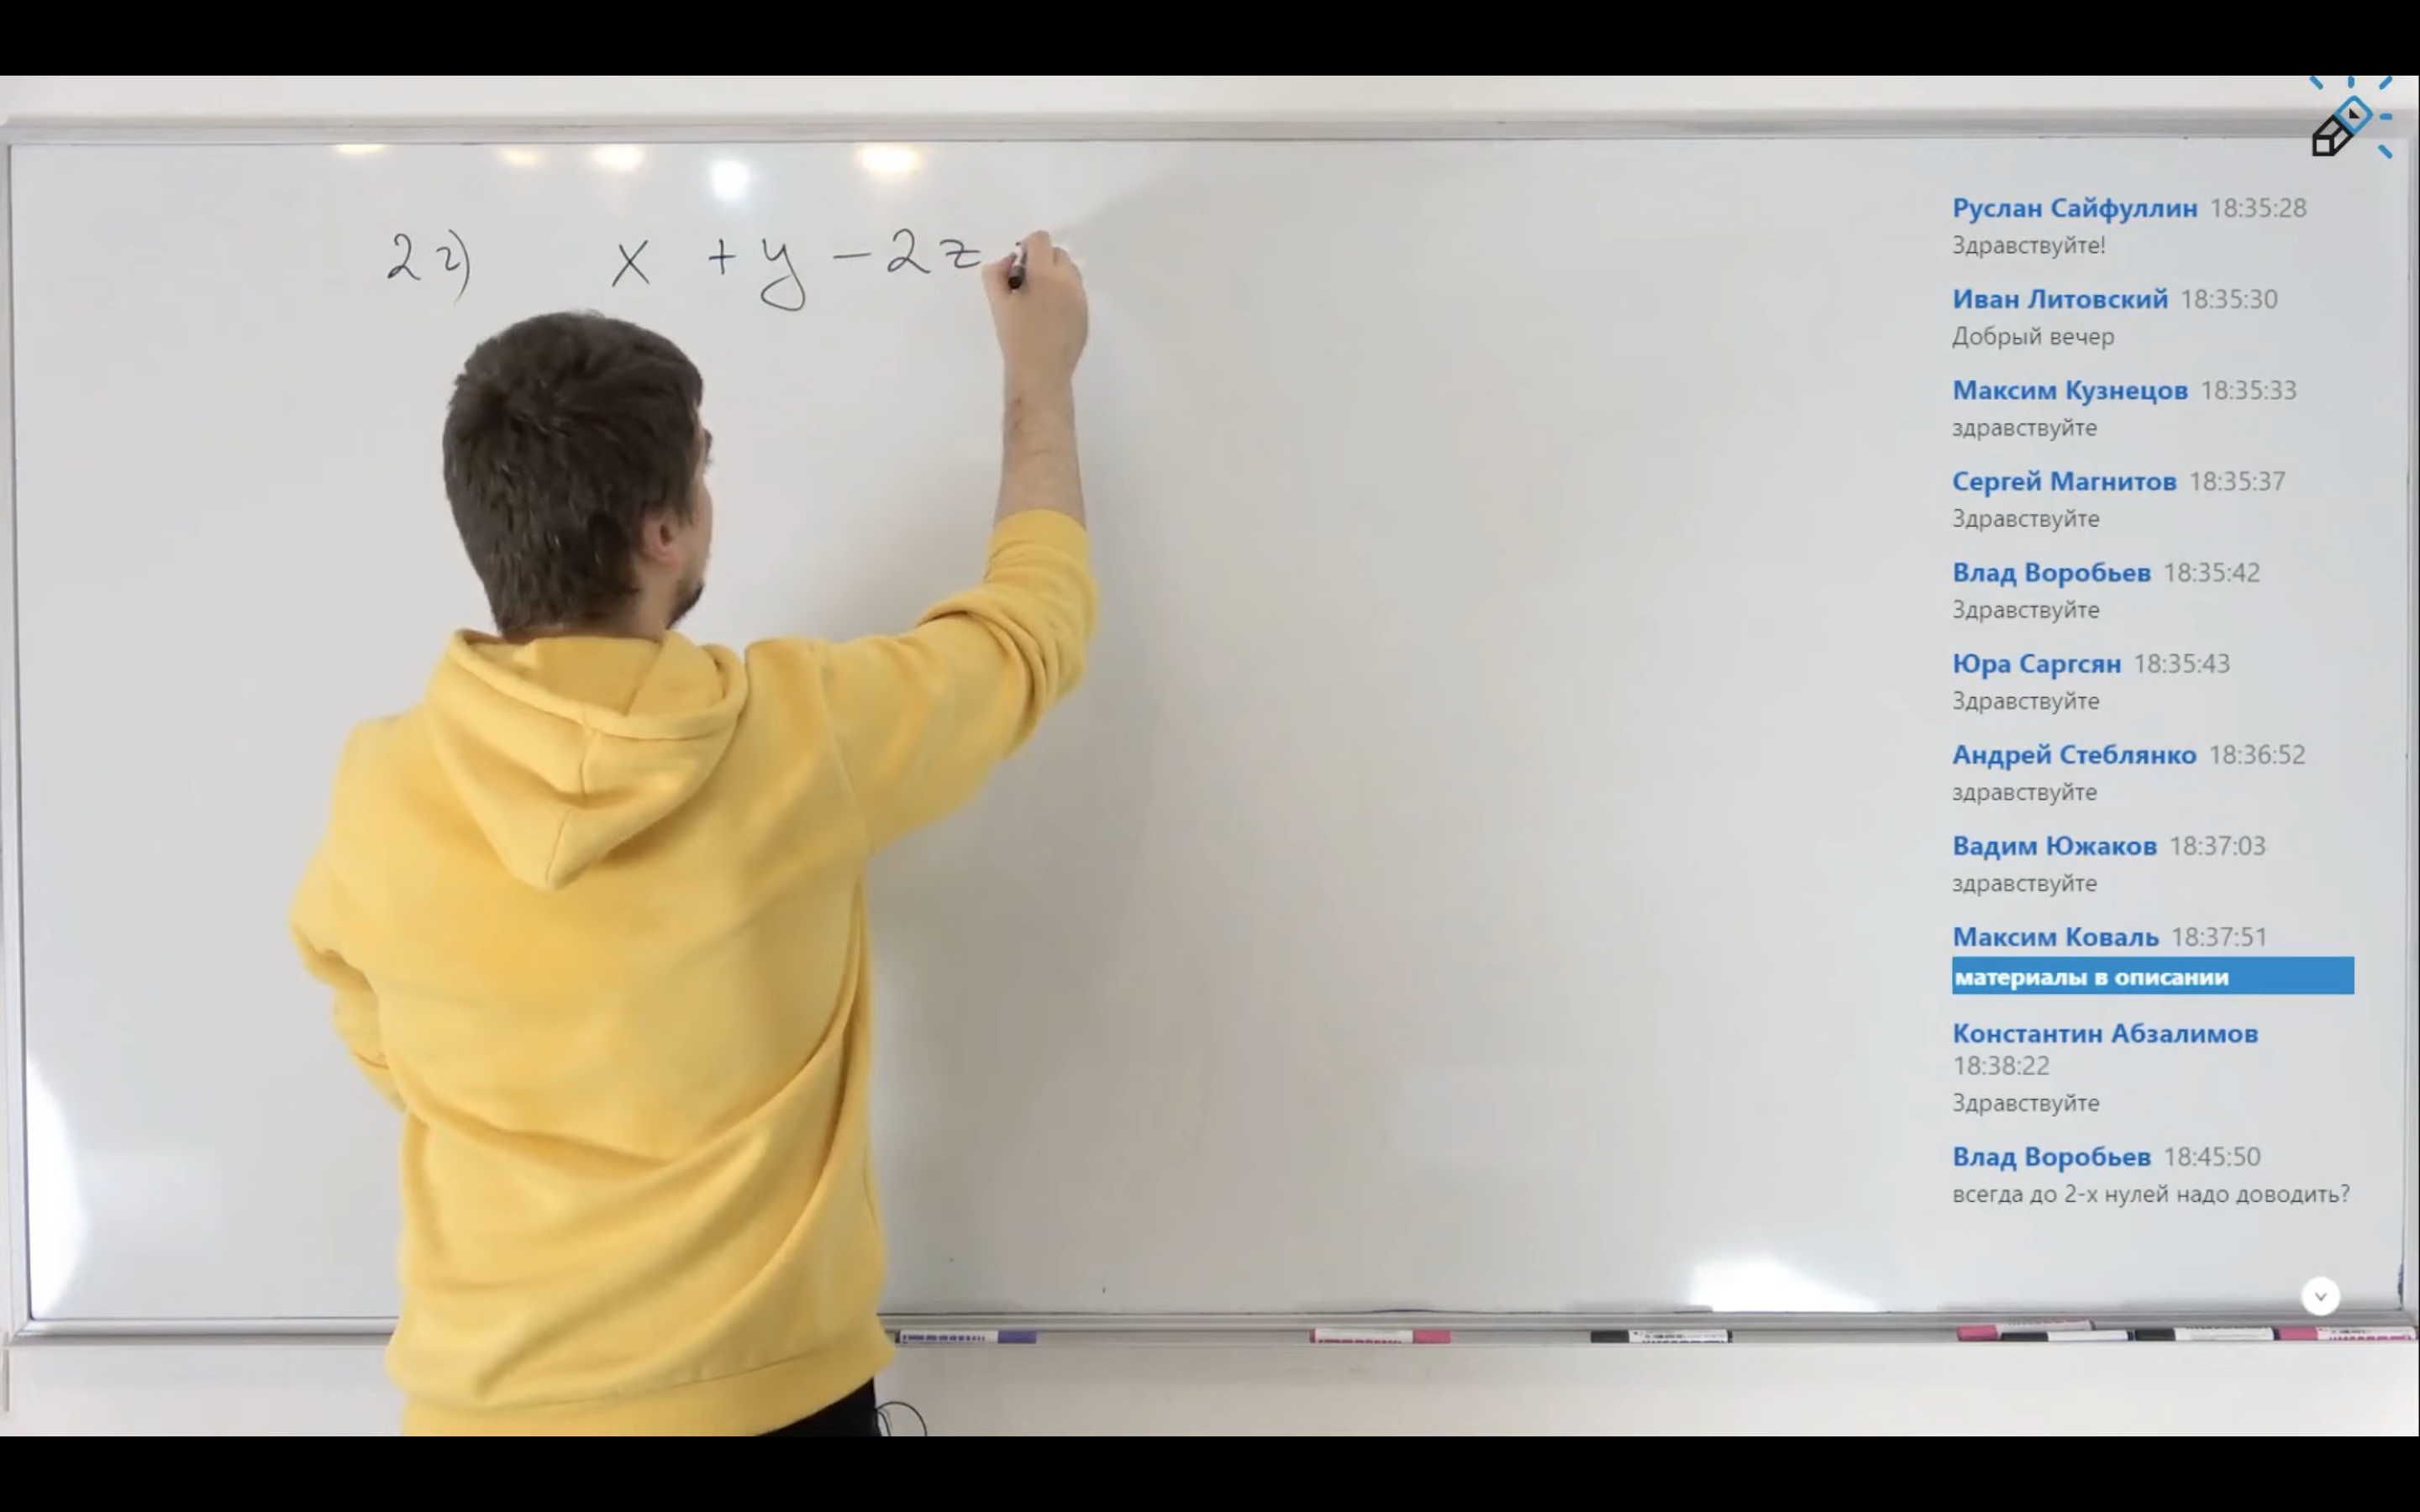 2г) x + y - 2z
Руслан Сайфуллин 18:35:28
Здравствуйте!
Иван Литовский 18:35:30
Добрый вечер
Максим Кузнецов 18:35:33
здравствуйте
Сергей Магнитов 18:35:37
Здравствуйте
Влад Воробьев 18:35:42
Здравствуйте
Юра Саргсян 18:35:43
Здравствуйте
Андрей Стеблянко 18:36:52
здравствуйте
Вадим Южаков 18:37:03
здравствуйте
Максим Коваль 18:37:51
материалы в описании
Константин Абзалимов
18:38:22
Здравствуйте
Влад Воробьев 18:45:50
всегда до 2-х нулей надо доводить?